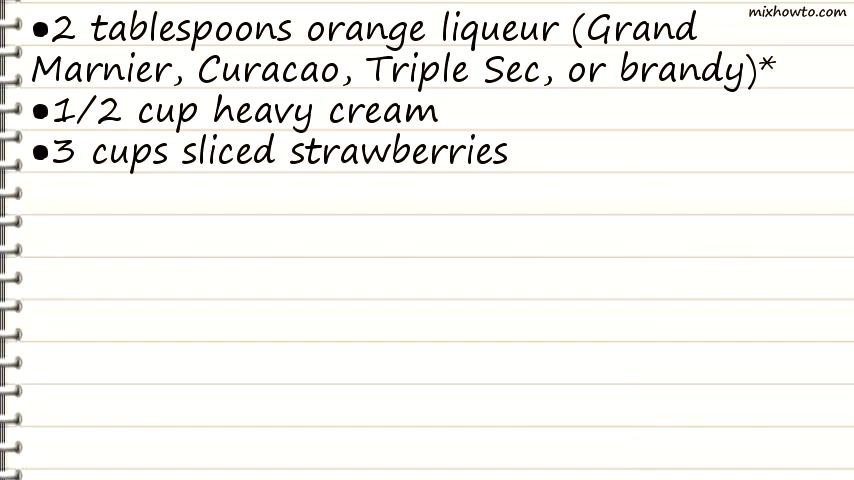 mixhowto.com
•2 tablespoons orange liqueur (Grand
Marnier, Curacao, Triple Sec, or brandy)*
•1/2 cup heavy cream
•3 cups sliced strawberries